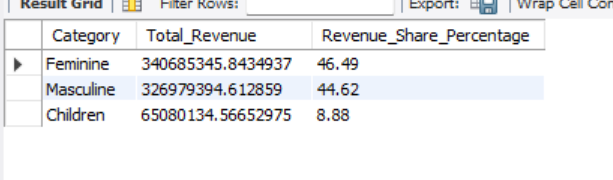 Result Grid Filter Rows: Export: Wrap Cell Con
Category Total_Revenue Revenue_Share_Percentage
Feminine 340685345.8434937 46.49
Masculine 326979394.612859 44.62
Children 65080134.56652975 8.88